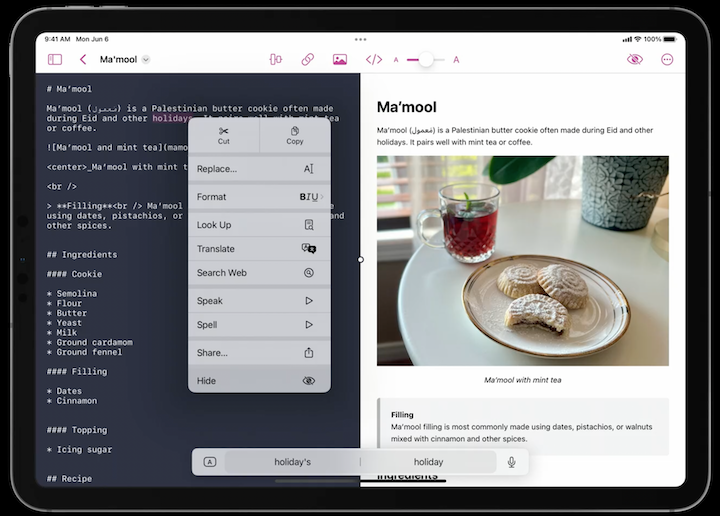 9:41 AM Mon Jun 6
100%
Ma'mool
A A
# Ma'mool
Ma'mool (مَعمول) is a Palestinian butter cookie often made
during Eid and other holidays. It pairs well with mint tea
or coffee.
![Ma'mool and mint tea](mamo
<center>_Ma'mool with mint t
<br />
> **Filling**<br /> Ma'mool
using dates, pistachios, or
other spices.
and
## Ingredients
#### Cookie
* Semolina
* Flour
* Butter
* Yeast
* Milk
* Ground cardamom
* Ground fennel
#### Filling
* Dates
* Cinnamon
#### Topping
* Icing sugar
## Recipe
Cut
Copy
Replace...
Format
BIU
Look Up
Translate
Search Web
Speak
Spell
Share...
Hide
Ma'mool
Ma'mool (مَعمول) is a Palestinian butter cookie often made during Eid and other
holidays. It pairs well with mint tea or coffee.
Ma'mool with mint tea
Filling
Ma'mool filling is most commonly made using dates, pistachios, or walnuts
mixed with cinnamon and other spices.
Ingredients
A
holiday's
holiday